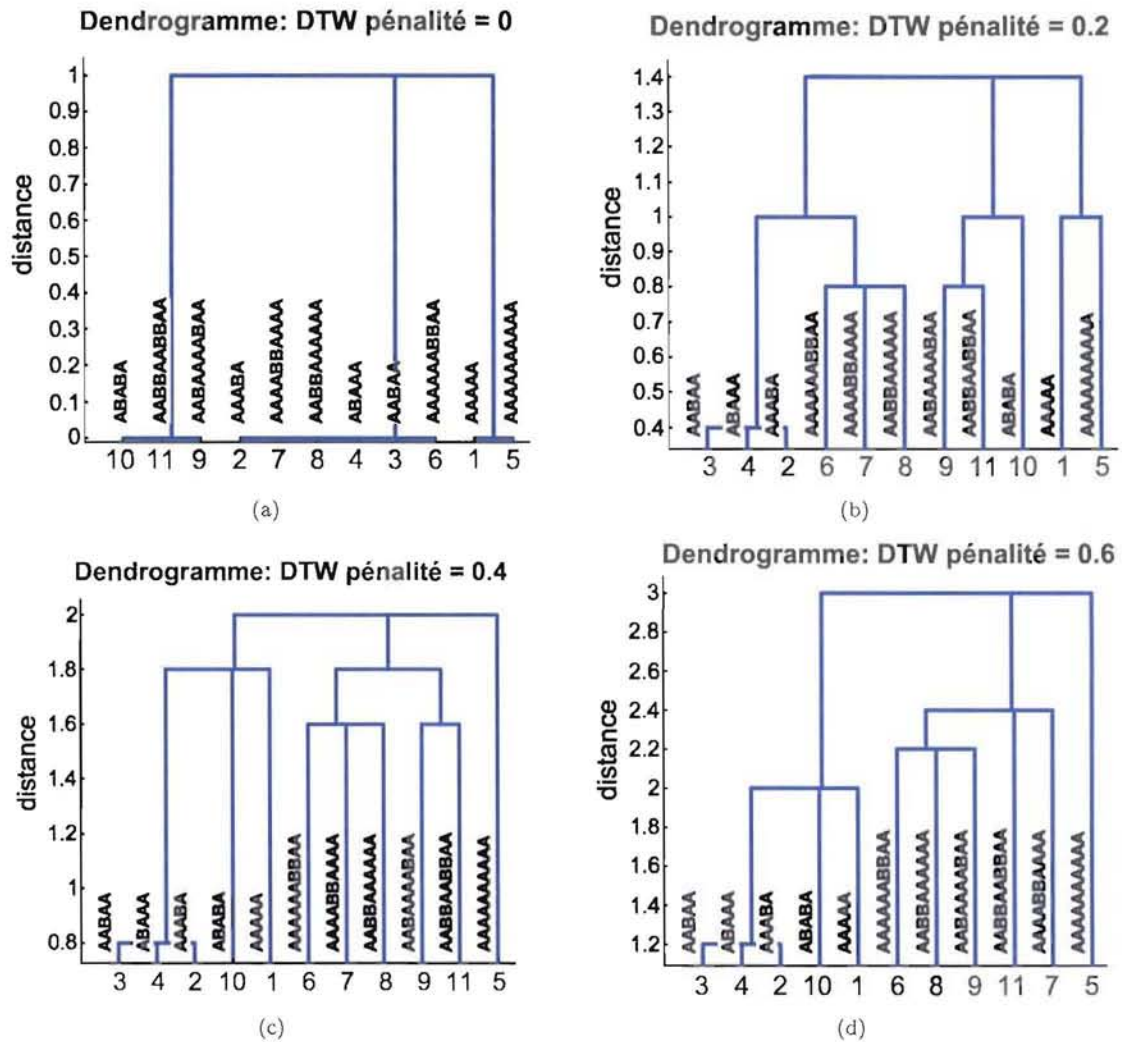 Dendrogramme: DTW pénalité = 0
distance
1
0.9
0.8
0.7
0.6
0.5
0.4
0.3
0.2
0.1
0
ABABA
AABBAABBAA
AABAAAABAA
AAABA
AAAABBAAAA
AABBAAAAAA
ABAAA
AABAA
AAAAAABBAA
AAAAA
AAAAAAAAAA
10 11 9 2 7 8 4 3 6 1 5
(a)
Dendrogramme: DTW pénalité = 0.2
distance
1.4
1.3
1.2
1.1
1
0.9
0.8
0.7
0.6
0.5
0.4
AABAA
ABAAA
AAABA
AAAAAABBAA
AAAABBAAAA
AABBAAAAAA
AABAAAABAA
AABBAABBAA
ABABA
AAAAA
AAAAAAAAAA
3 4 2 6 7 8 9 11 10 1 5
(b)
Dendrogramme: DTW pénalité = 0.4
distance
2
1.8
1.6
1.4
1.2
1
0.8
AABAA
ABAAA
AAABA
ABABA
AAAAA
AAAAAABBAA
AAAABBAAAA
AABBAAAAAA
AABAAAABAA
AABBAABBAA
AAAAAAAAAA
3 4 2 10 1 6 7 8 9 11 5
(c)
Dendrogramme: DTW pénalité = 0.6
distance
3
2.8
2.6
2.4
2.2
2
1.8
1.6
1.4
1.2
AABAA
ABAAA
AAABA
ABABA
AAAAA
AAAAAABBAA
AABBAAAAAA
AABAAAABAA
AABBAABBAA
AAAABBAAAA
AAAAAAAAAA
3 4 2 10 1 6 8 9 11 7 5
(d)